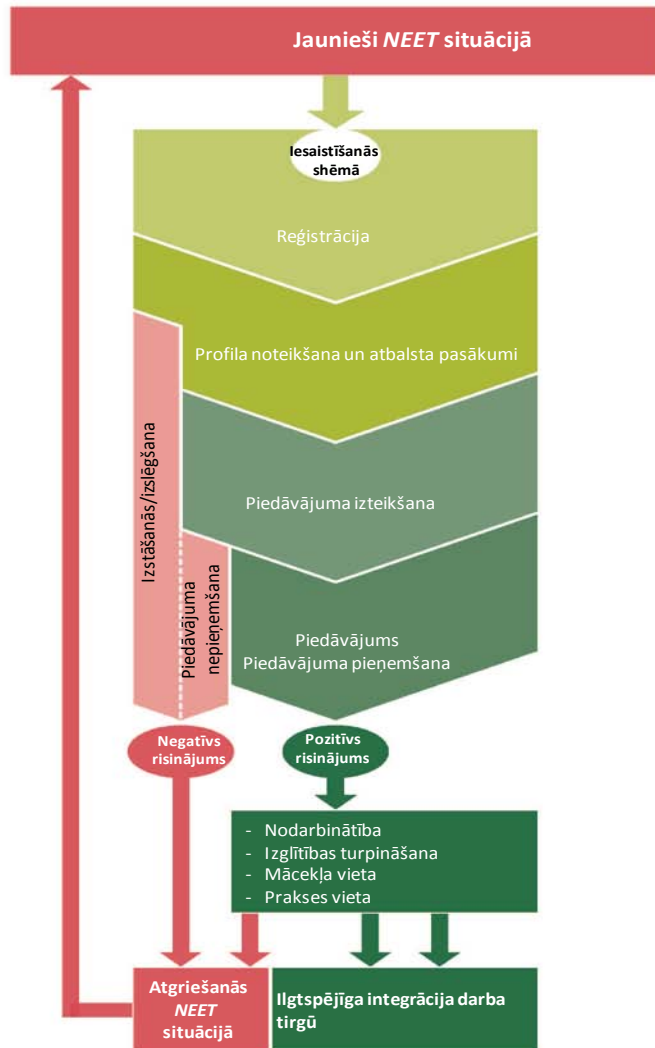 Jaunieši NEET situācijā
Iesaistīšanās
shēmā
Reģistrācija
Profila noteikšana un atbalsta pasākumi
Izstāšanās/izslēgšana
Piedāvājuma izteikšana
Piedāvājuma
nepieņemšana
Piedāvājums
Piedāvājuma pieņemšana
Negatīvs
risinājums
Pozitīvs
risinājums
- Nodarbinātība
- Izglītības turpināšana
- Mācekļa vieta
- Prakses vieta
Atgriešanās
NEET
situācijā
Ilgtspējīga integrācija darba
tirgū